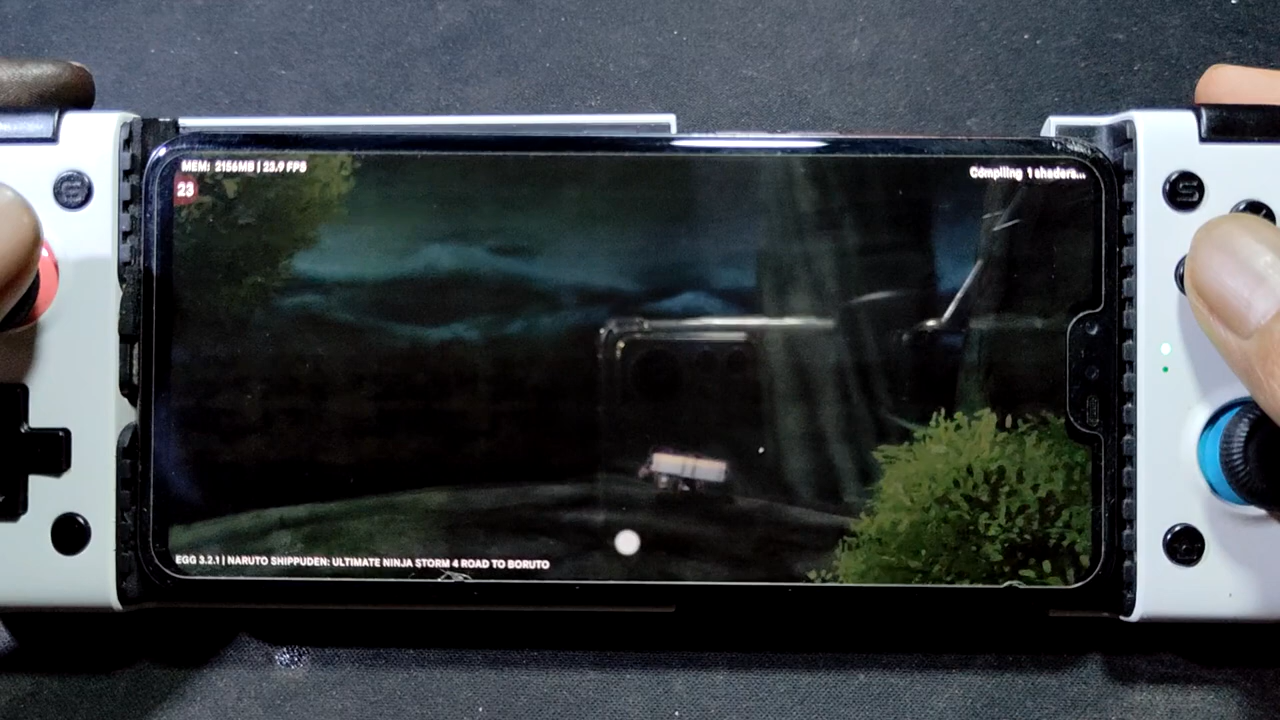 MEM: 2156MB | 23.9 FPS
Compiling 1 shaders...
23
S
EGG 3.2.1 | NARUTO SHIPPUDEN: ULTIMATE NINJA STORM 4 ROAD TO BORUTO